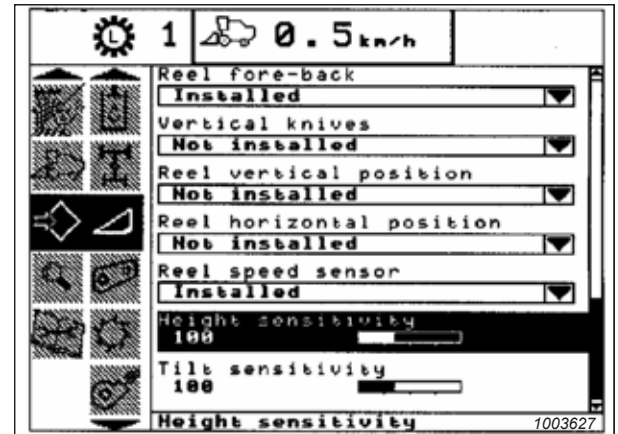 L 1 0.5km/h
Reel fore-back
Installed
Vertical knives
Not installed
Reel vertical position
Not installed
Reel horizontal position
Not installed
Reel speed sensor
Installed
Height sensitivity
100
Tilt sensitivity
100
Height sensitivity
1003627